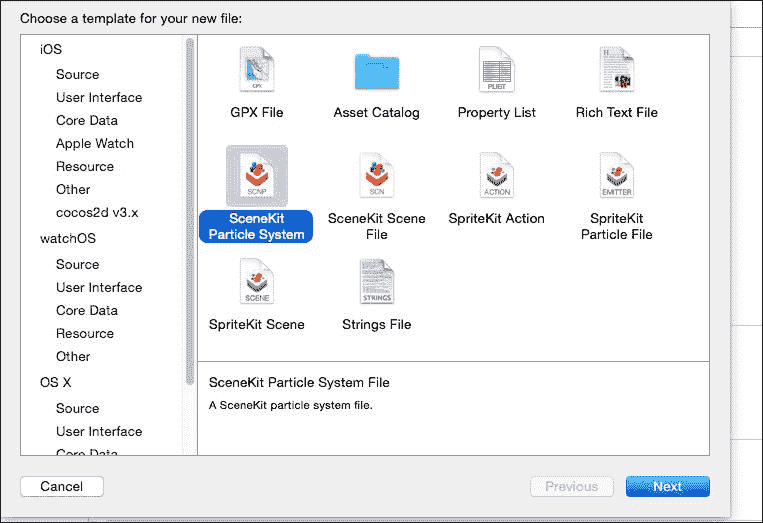 Choose a template for your new file:
iOS
Source
User Interface
Core Data
Apple Watch
Resource
Other
cocos2d v3.x
watchOS
Source
User Interface
Core Data
Resource
Other
OS X
Source
User Interface
Core Data
GPX
GPX File
Asset Catalog
PLIST
Property List
Rich Text File
SCNP
SceneKit
Particle System
SCN
SceneKit Scene
File
ACTION
SpriteKit Action
EMITTER
SpriteKit
Particle File
SCENE
SpriteKit Scene
STRINGS
Strings File
SceneKit Particle System File
A SceneKit particle system file.
Cancel
Previous
Next